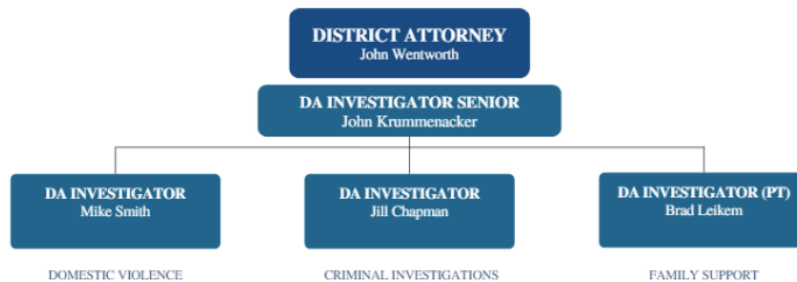 DISTRICT ATTORNEY
John Wentworth
DA INVESTIGATOR SENIOR
John Krummenacker
DA INVESTIGATOR
Mike Smith
DA INVESTIGATOR
Jill Chapman
DA INVESTIGATOR (PT)
Brad Leikem
DOMESTIC VIOLENCE
CRIMINAL INVESTIGATIONS
FAMILY SUPPORT